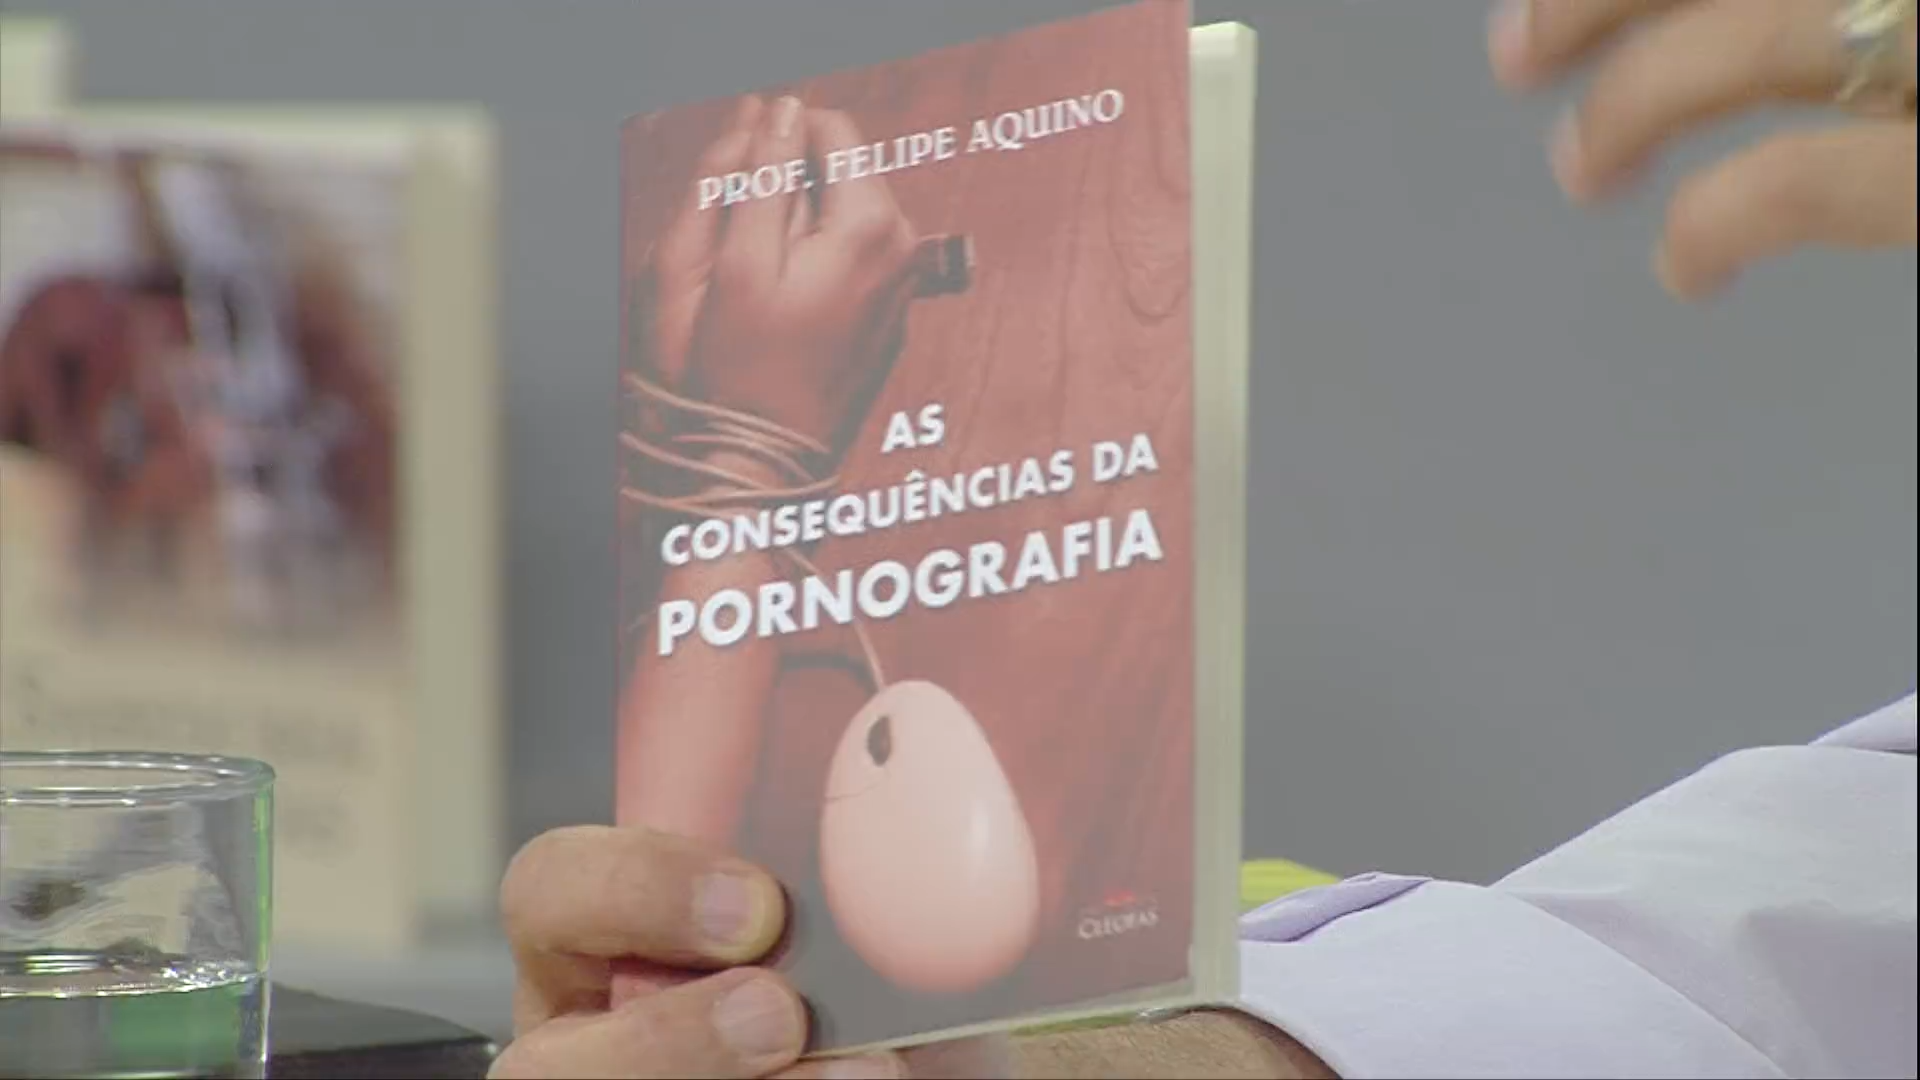 PROF. FELIPE AQUINO
AS
CONSEQUÊNCIAS DA
PORNOGRAFIA
CLEOFAS